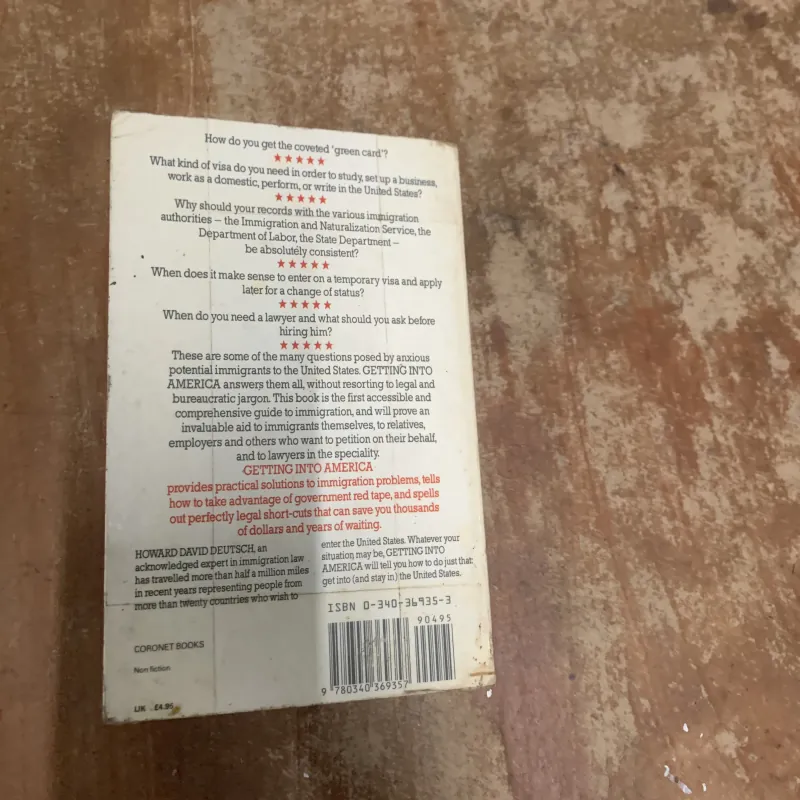 How do you get the coveted 'green card'?
★★★★★
What kind of visa do you need in order to study, set up a business,
work as a domestic, perform, or write in the United States?
★★★★★
Why should your records with the various immigration
authorities – the Immigration and Naturalization Service, the
Department of Labor, the State Department –
be absolutely consistent?
★★★★★
When does it make sense to enter on a temporary visa and apply
later for a change of status?
★★★★★
When do you need a lawyer and what should you ask before
hiring him?
★★★★★
These are some of the many questions posed by anxious
potential immigrants to the United States. GETTING INTO
AMERICA answers them all, without resorting to legal and
bureaucratic jargon. This book is the first accessible and
comprehensive guide to immigration, and will prove an
invaluable aid to immigrants themselves, to relatives,
employers and others who want to petition on their behalf,
and to lawyers in the speciality.
GETTING INTO AMERICA
provides practical solutions to immigration problems, tells
how to take advantage of government red tape, and spells
out perfectly legal short-cuts that can save you thousands
of dollars and years of waiting.
HOWARD DAVID DEUTSCH, an
acknowledged expert in immigration law
has travelled more than half a million miles
in recent years representing people from
more than twenty countries who wish to
enter the United States. Whatever your
situation may be, GETTING INTO
AMERICA will tell you how to do just that:
get into (and stay in) the United States.
ISBN 0-340-36935-3
90495
9 780340 369357
CORONET BOOKS
Non fiction
UK £4.95